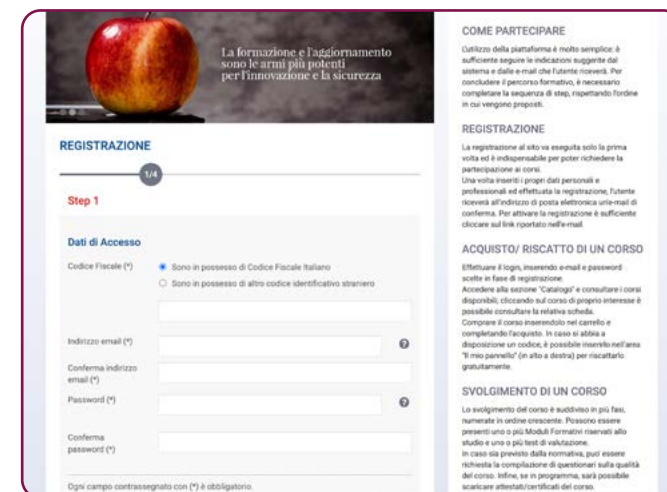 La formazione e l'aggiornamento
sono le armi più potenti
per l'innovazione e la sicurezza
REGISTRAZIONE
1/4
Step 1
Dati di Accesso
Codice Fiscale (*)
Sono in possesso di Codice Fiscale Italiano
Sono in possesso di altro codice identificativo straniero
Indirizzo email (*)
?
Conferma indirizzo
email (*)
Password (*)
?
Conferma
password (*)
Ogni campo contrassegnato con (*) è obbligatorio.
COME PARTECIPARE
L'utilizzo della piattaforma è molto semplice: è
sufficiente seguire le indicazioni suggerite dal
sistema e dalle e-mail che l'utente riceverà. Per
concludere il percorso formativo, è necessario
completare la sequenza di step, rispettando l'ordine
in cui vengono proposti.
REGISTRAZIONE
La registrazione al sito va eseguita solo la prima
volta ed è indispensabile per poter richiedere la
partecipazione ai corsi.
Una volta inseriti i propri dati personali e
professionali ed effettuata la registrazione, l'utente
riceverà all'indirizzo di posta elettronica un'e-mail di
conferma. Per attivare la registrazione è sufficiente
cliccare sul link riportato nell'e-mail.
ACQUISTO/ RISCATTO DI UN CORSO
Effettuare il login, inserendo e-mail e password
scelte in fase di registrazione.
Accedere alla sezione "Catalogo" e consultare i corsi
disponibili; cliccando sul corso di proprio interesse è
possibile consultare la relativa scheda.
Comprare il corso inserendolo nel carrello e
completando l'acquisto. In caso si abbia a
disposizione un codice, è possibile inserirlo nell'area
"Il mio pannello" (in alto a destra) per riscattarlo
gratuitamente.
SVOLGIMENTO DI UN CORSO
Lo svolgimento del corso è suddiviso in più fasi,
numerate in ordine crescente. Possono essere
presenti uno o più Moduli Formativi riservati allo
studio e uno o più test di valutazione.
In caso sia previsto dalla normativa, può essere
richiesta la compilazione di questionari sulla qualità
del corso. Infine, se in programma, sarà possibile
scaricare attestati/certificati del corso.